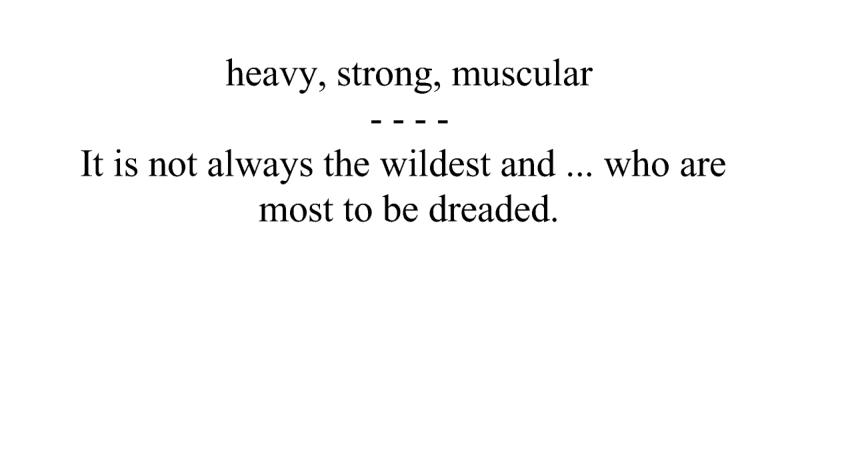 heavy, strong, muscular
- - - -
It is not always the wildest and ... who are
most to be dreaded.